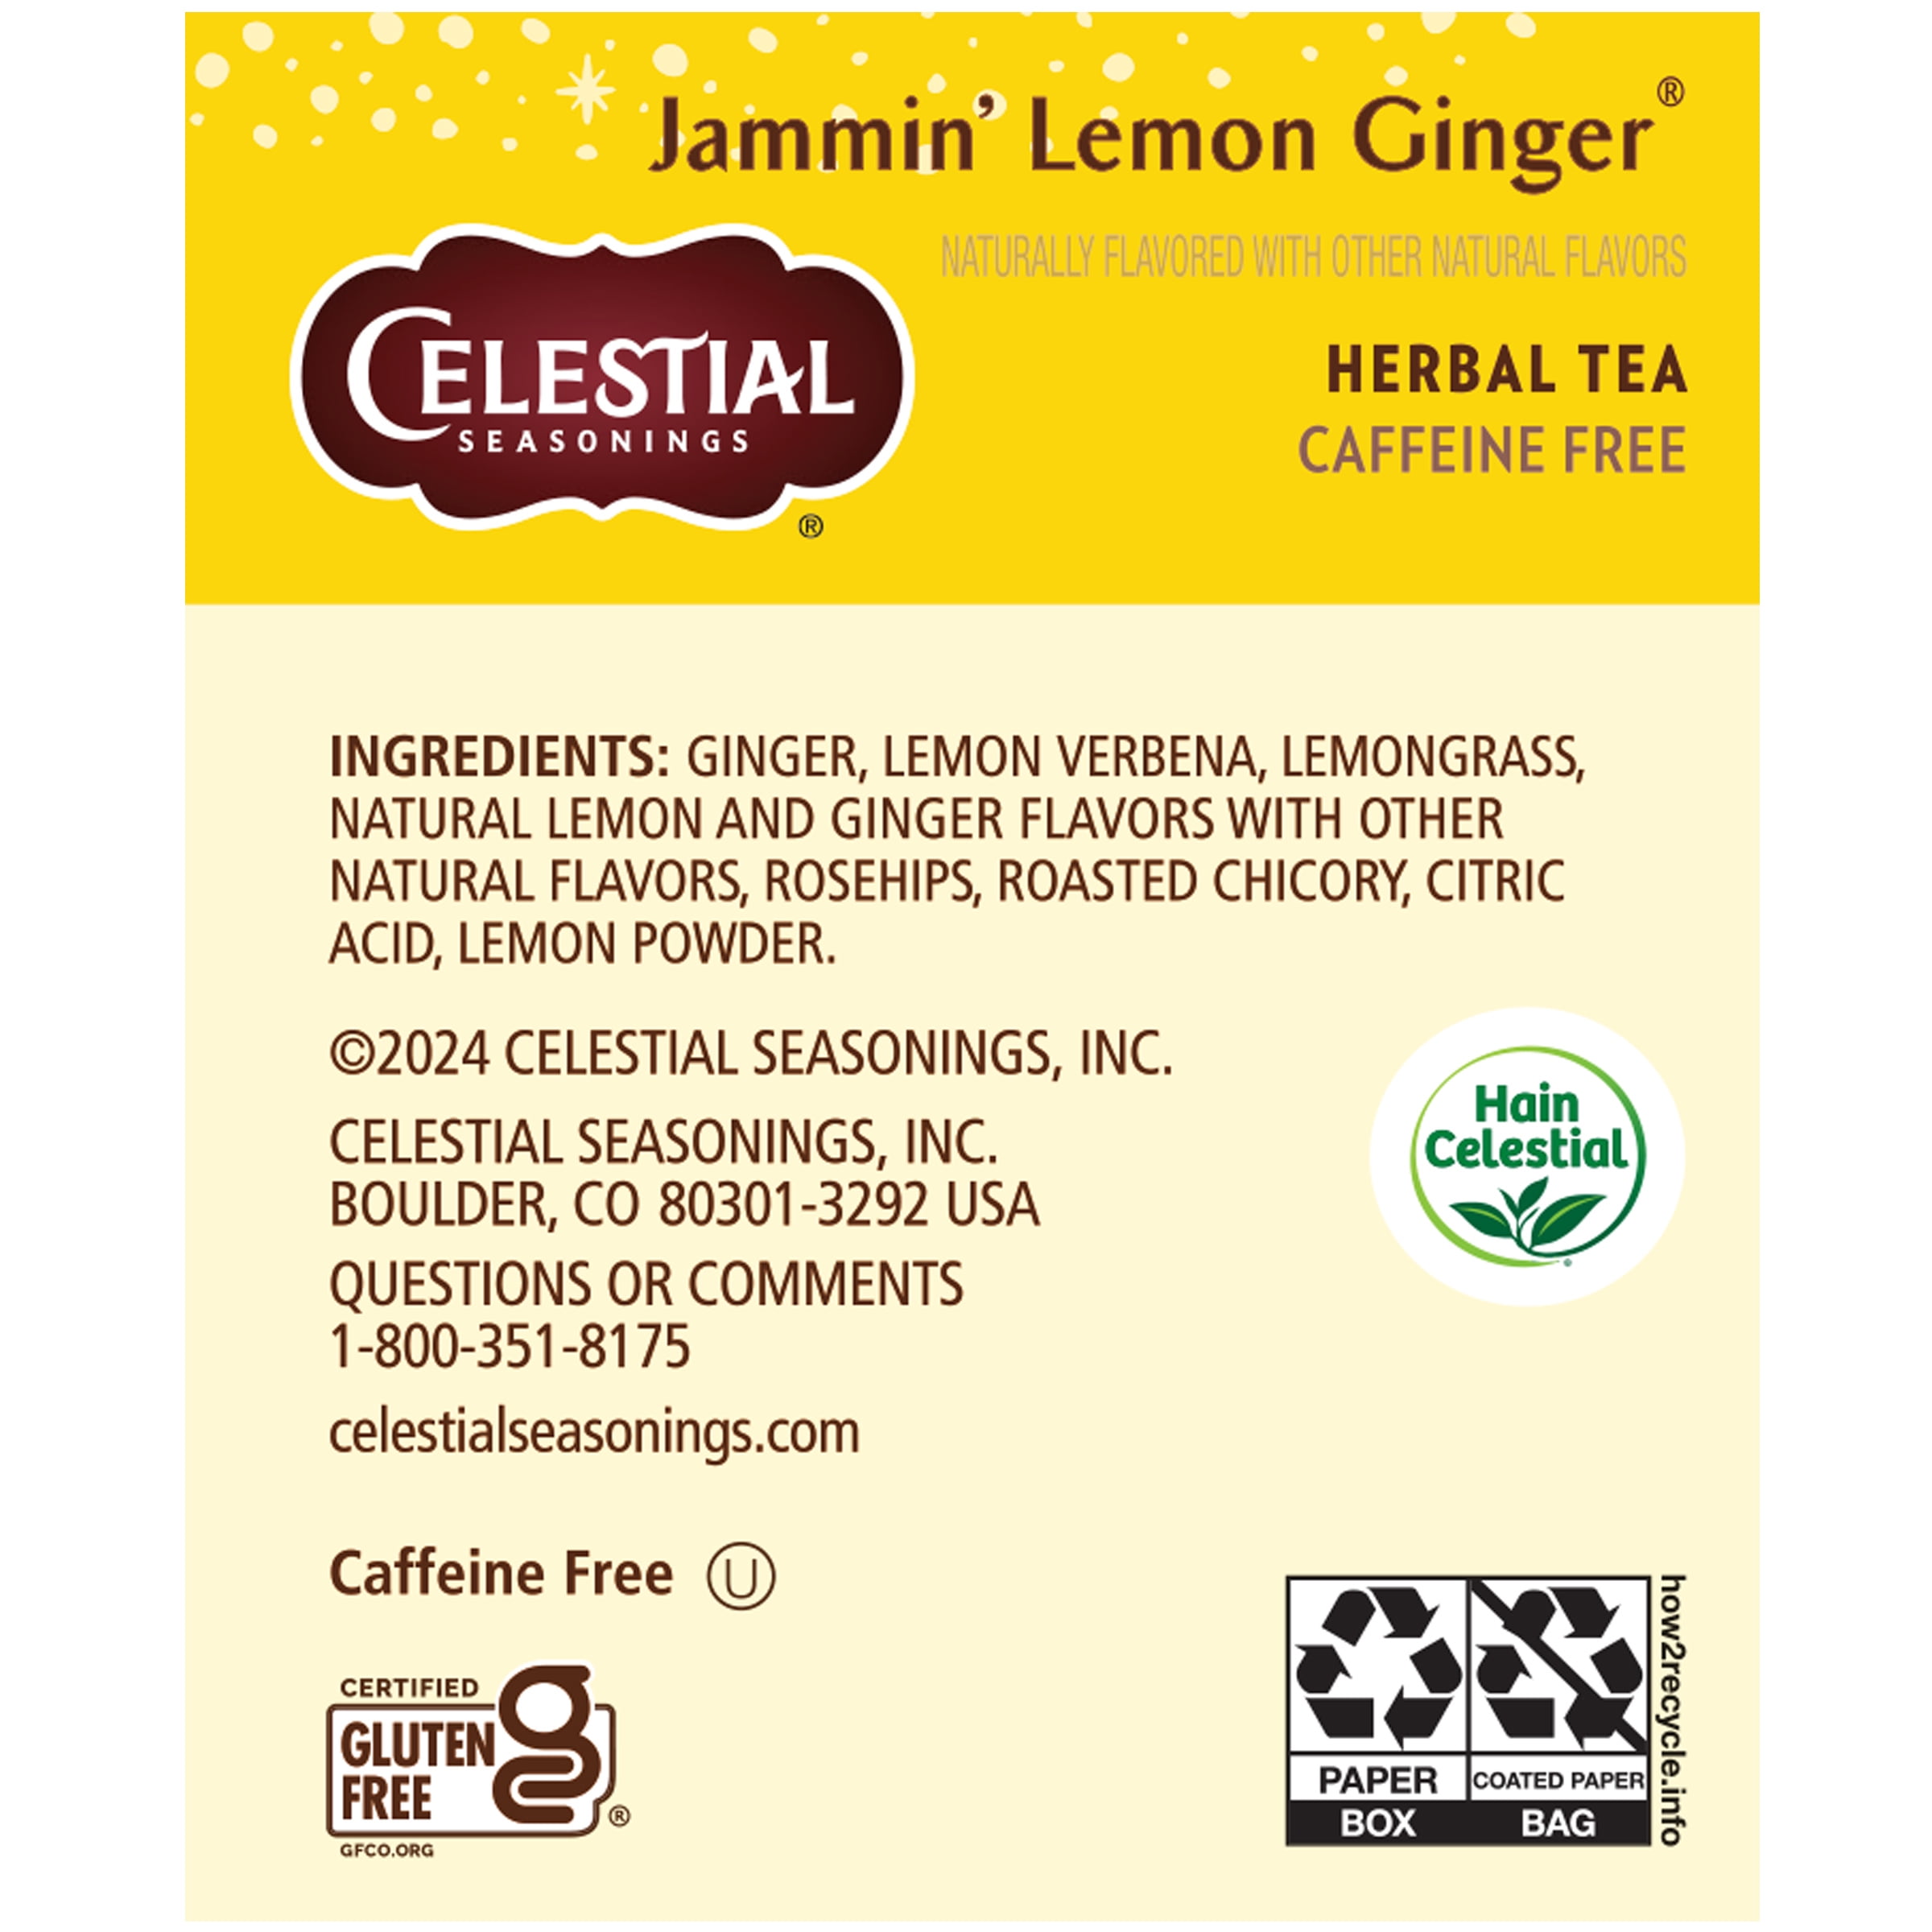 Jammin’ Lemon Ginger®
NATURALLY FLAVORED WITH OTHER NATURAL FLAVORS
CELESTIAL
SEASONINGS
®
HERBAL TEA
CAFFEINE FREE
INGREDIENTS: GINGER, LEMON VERBENA, LEMONGRASS,
NATURAL LEMON AND GINGER FLAVORS WITH OTHER
NATURAL FLAVORS, ROSEHIPS, ROASTED CHICORY, CITRIC
ACID, LEMON POWDER.
©2024 CELESTIAL SEASONINGS, INC.
CELESTIAL SEASONINGS, INC.
BOULDER, CO 80301-3292 USA
QUESTIONS OR COMMENTS
1-800-351-8175
celestialseasonings.com
Hain
Celestial
Caffeine Free Ⓤ
CERTIFIED
GLUTEN
FREE
g
®
GFCO.ORG
PAPER
BOX
COATED PAPER
BAG
how2recycle.info